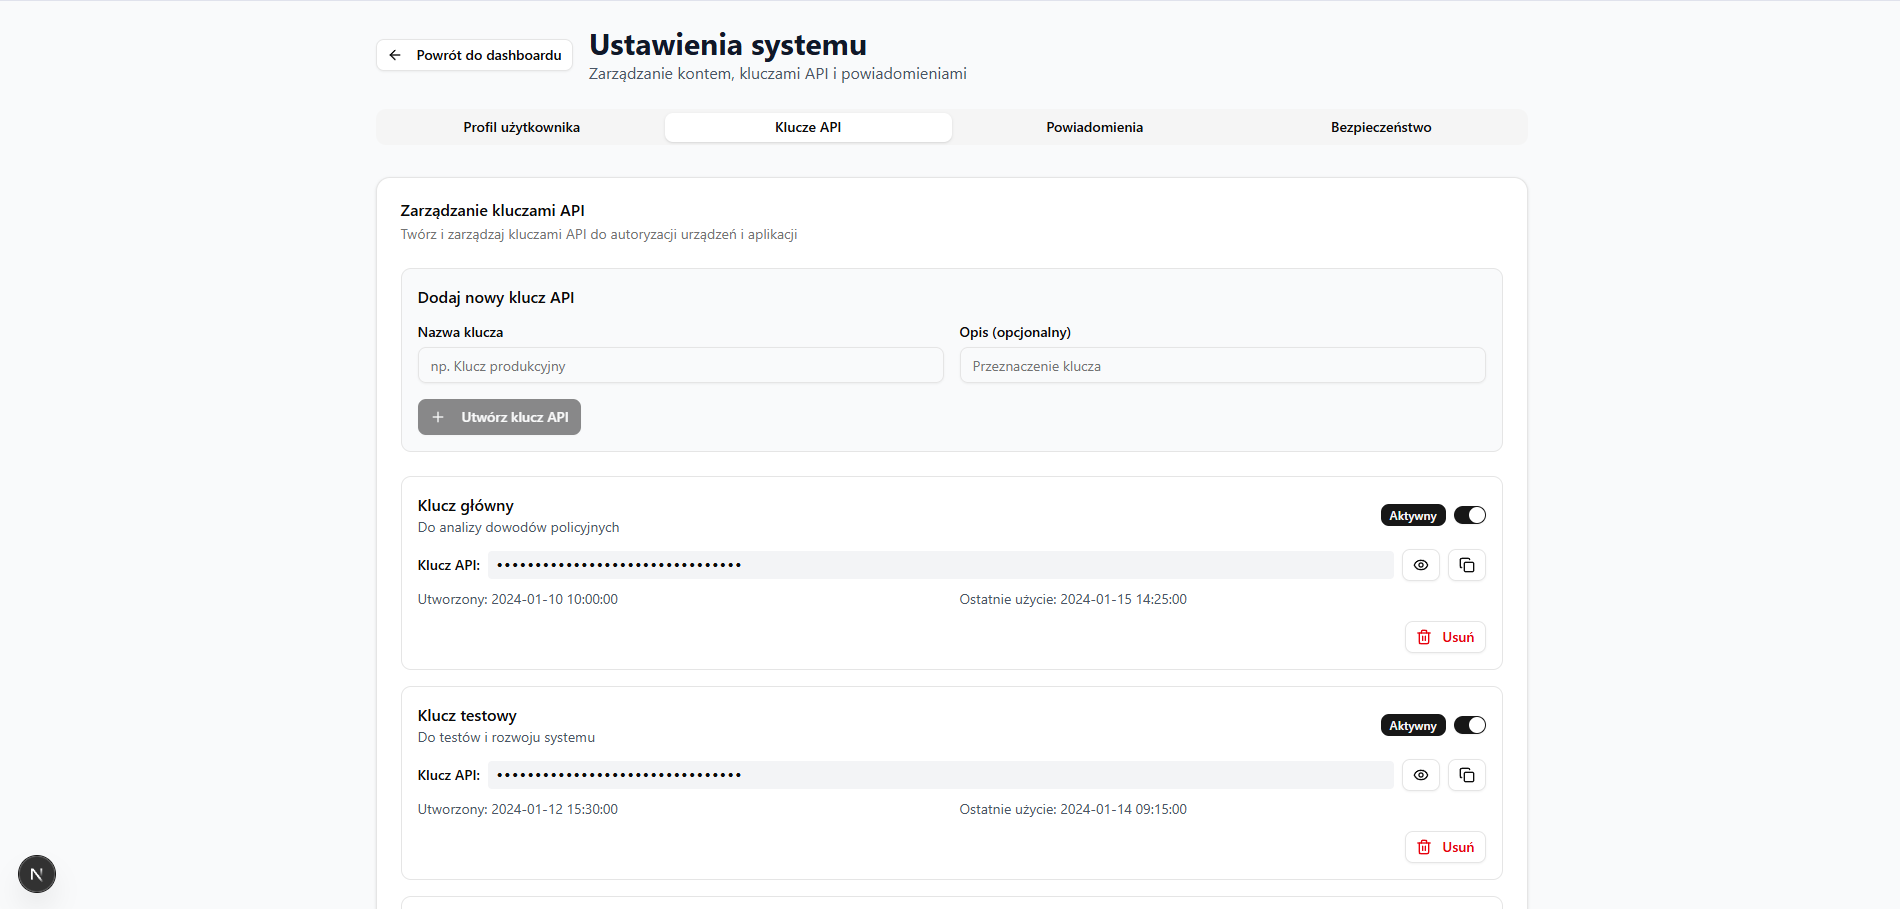 Powrót do dashboardu
Ustawienia systemu
Zarządzanie kontem, kluczami API i powiadomieniami
Profil użytkownika
Klucze API
Powiadomienia
Bezpieczeństwo
Zarządzanie kluczami API
Twórz i zarządzaj kluczami API do autoryzacji urządzeń i aplikacji
Dodaj nowy klucz API
Nazwa klucza
Opis (opcjonalny)
np. Klucz produkcyjny
Przeznaczenie klucza
Utwórz klucz API
Klucz główny
Do analizy dowodów policyjnych
Aktywny
Klucz API: ••••••••••••••••••••••••••••••••
Utworzony: 2024-01-10 10:00:00
Ostatnie użycie: 2024-01-15 14:25:00
Usuń
Klucz testowy
Do testów i rozwoju systemu
Aktywny
Klucz API: ••••••••••••••••••••••••••••••••
Utworzony: 2024-01-12 15:30:00
Ostatnie użycie: 2024-01-14 09:15:00
Usuń
N